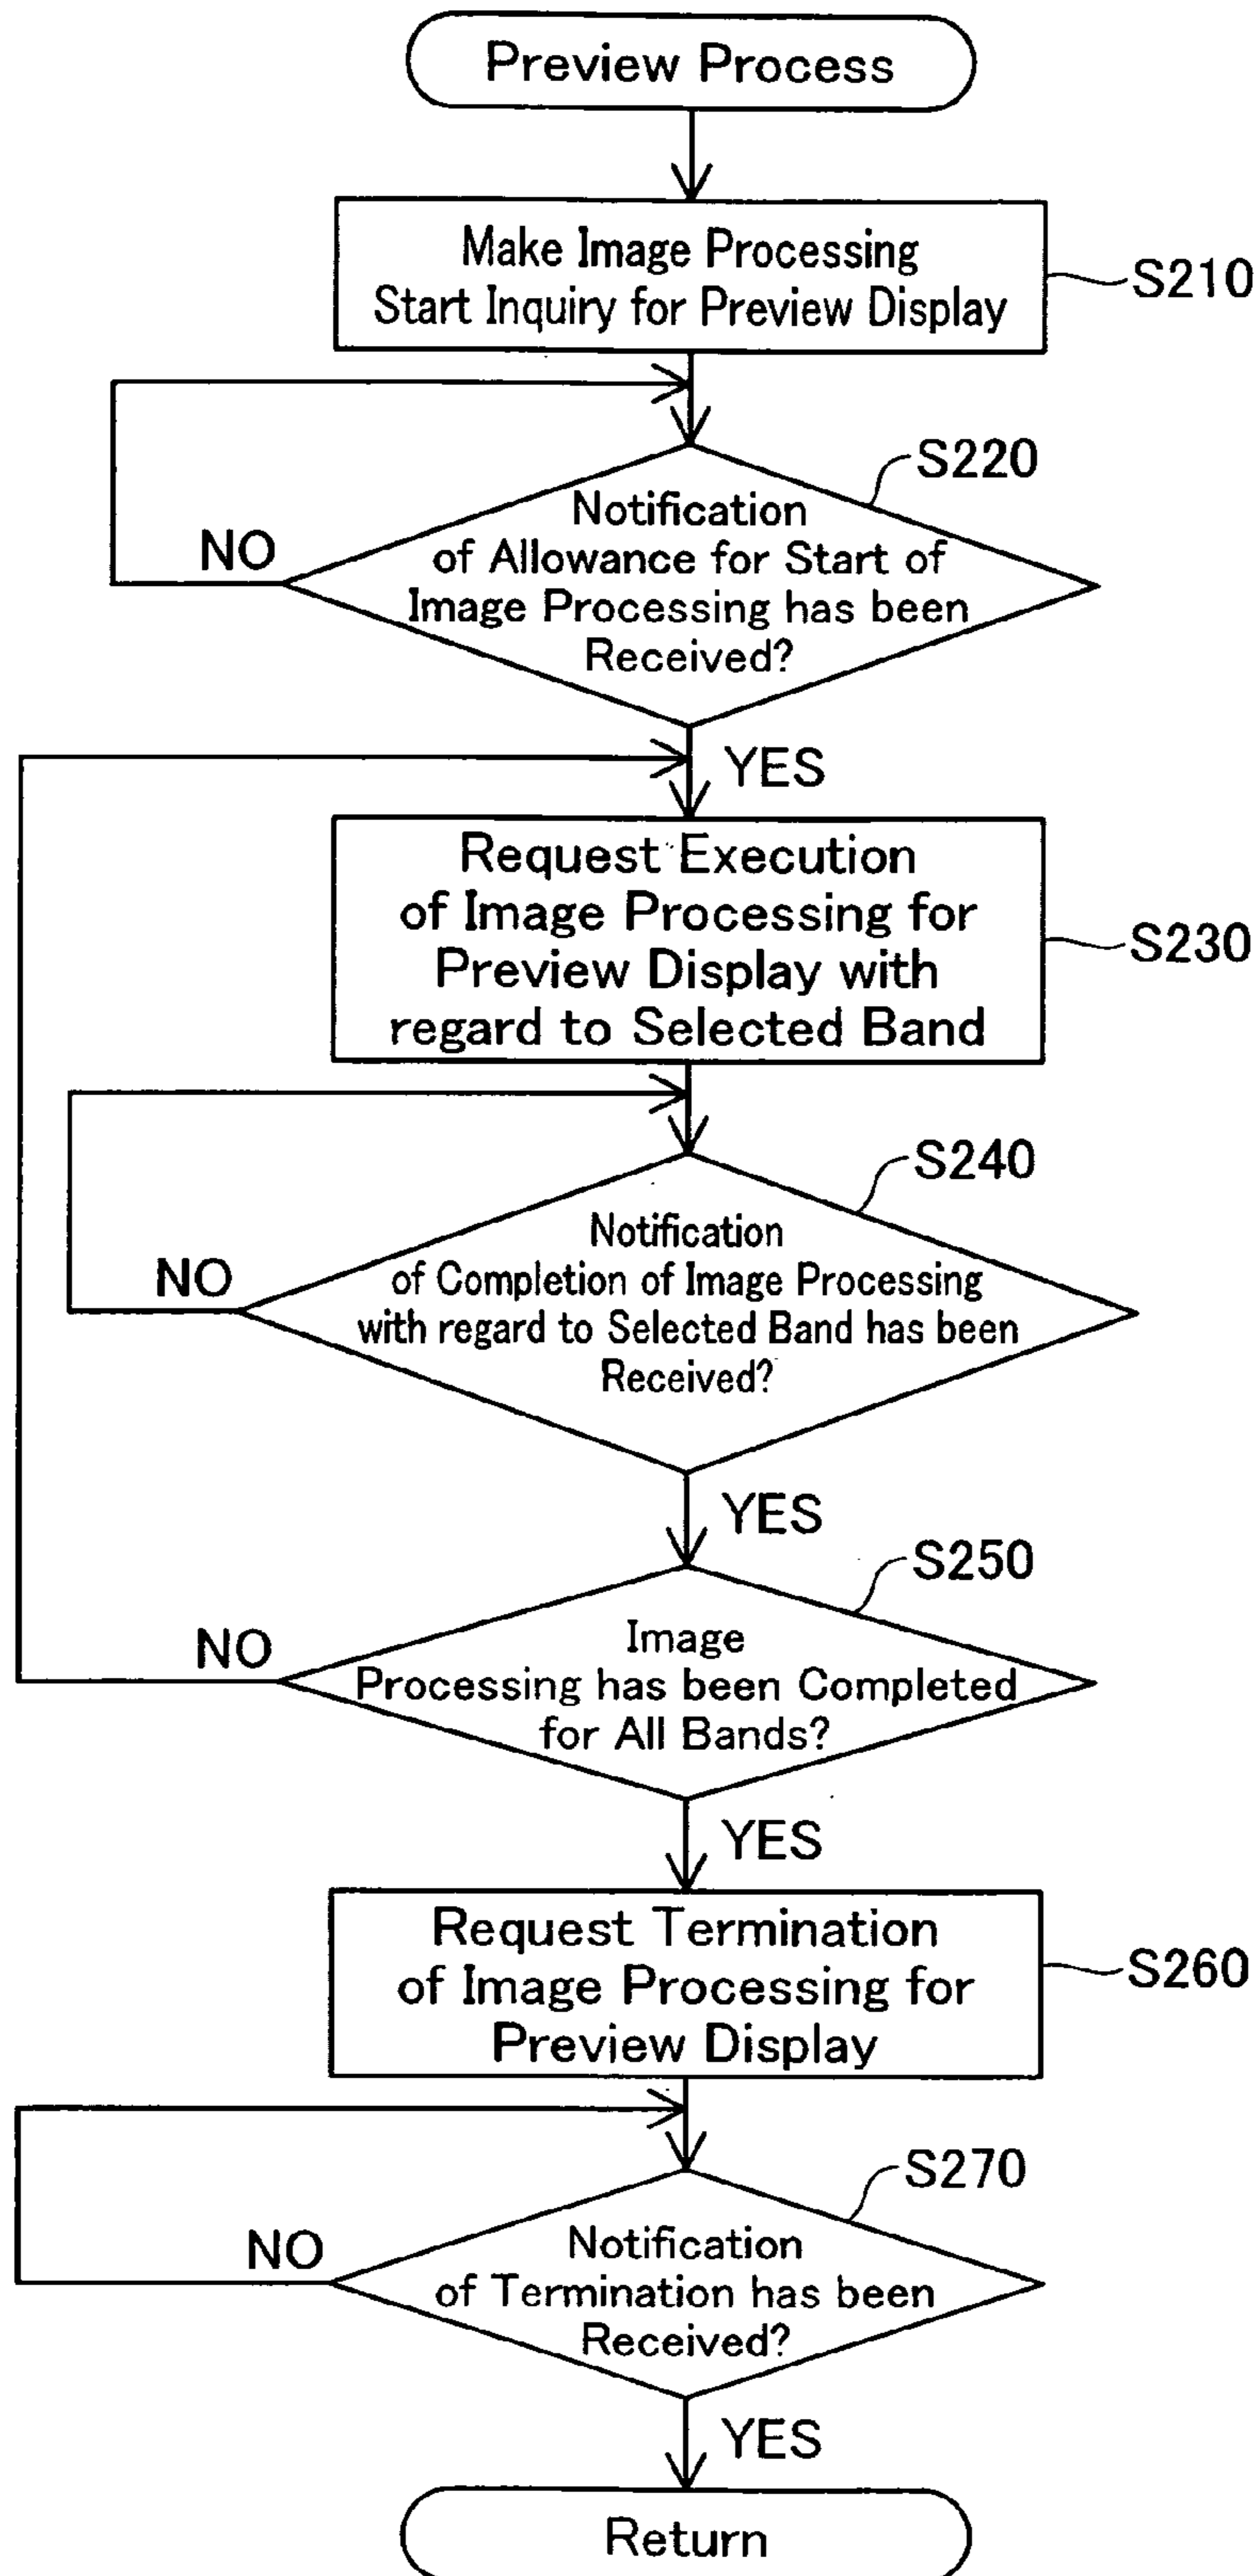 Preview Process
Make Image Processing
Start Inquiry for Preview Display
S210
S220
Notification
of Allowance for Start of
Image Processing has been
Received?
NO
YES
Request Execution
of Image Processing for
Preview Display with
regard to Selected Band
S230
S240
Notification
of Completion of Image Processing
with regard to Selected Band has been
Received?
NO
YES
S250
Image
Processing has been Completed
for All Bands?
NO
YES
Request Termination
of Image Processing for
Preview Display
S260
S270
Notification
of Termination has been
Received?
NO
YES
Return